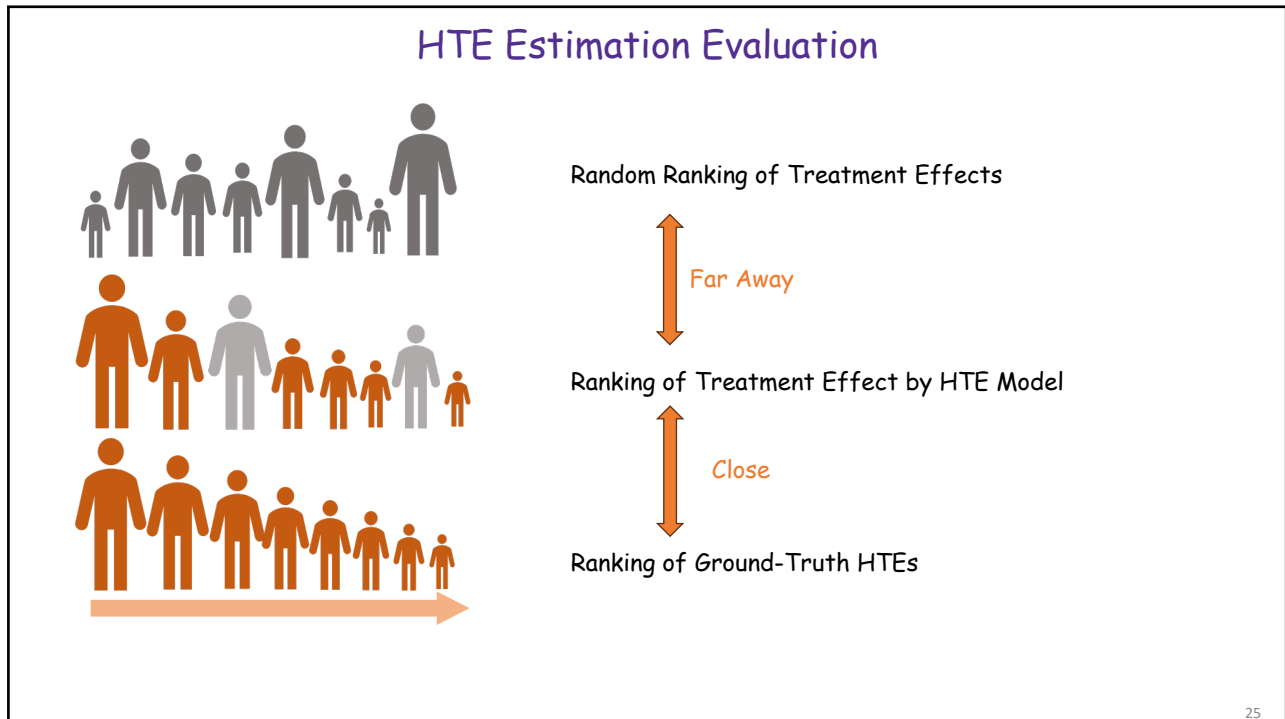 HTE Estimation Evaluation
Random Ranking of Treatment Effects
Far Away
Ranking of Treatment Effect by HTE Model
Close
Ranking of Ground-Truth HTEs
25